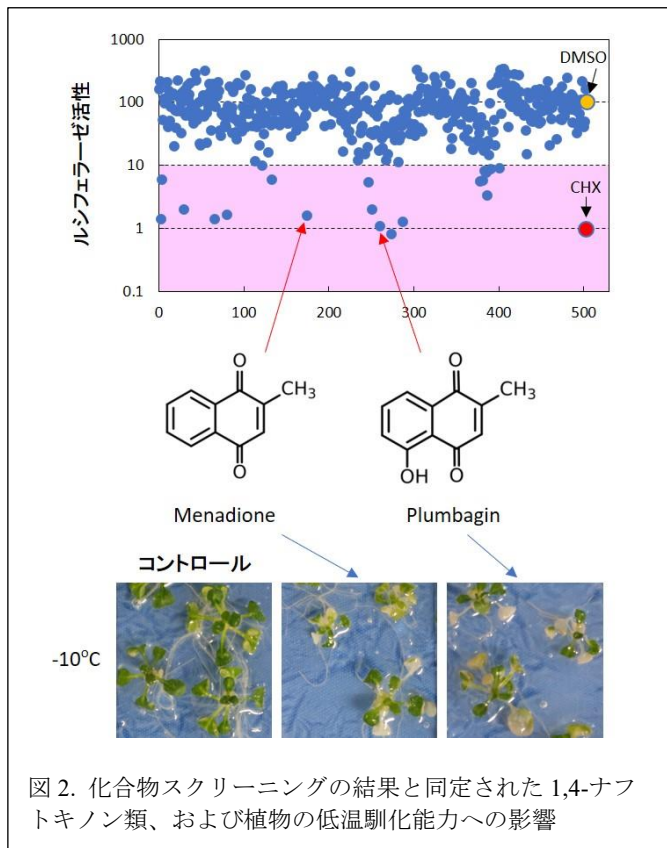 1000
100
10
1
0.1
ルシフェラーゼ活性
DMSO
CHX
0
100
200
300
400
500
O
CH3
O
O
CH3
OH
O
Menadione
Plumbagin
コントロール
-10°C
図 2. 化合物スクリーニングの結果と同定された 1,4-ナフ
トキノン類、および植物の低温馴化能力への影響